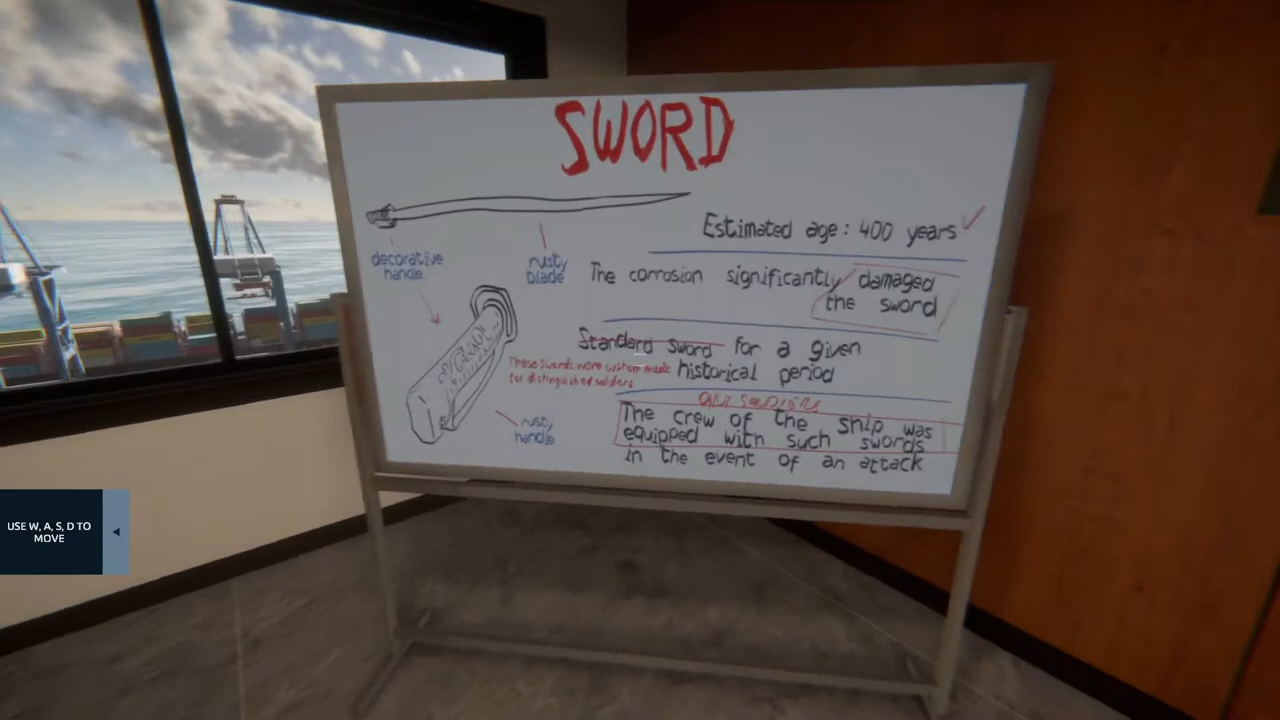 SWORD
Estimated age: 400 years
decorative
handle
rusty
blade
The corrosion significantly damaged
the sword
Standard sword for a given
historical period
These swords were custom made
for distinguished soldiers
rusty
handle
The crew of the ship was
equipped with such swords
in the event of an attack
USE W, A, S, D TO
MOVE